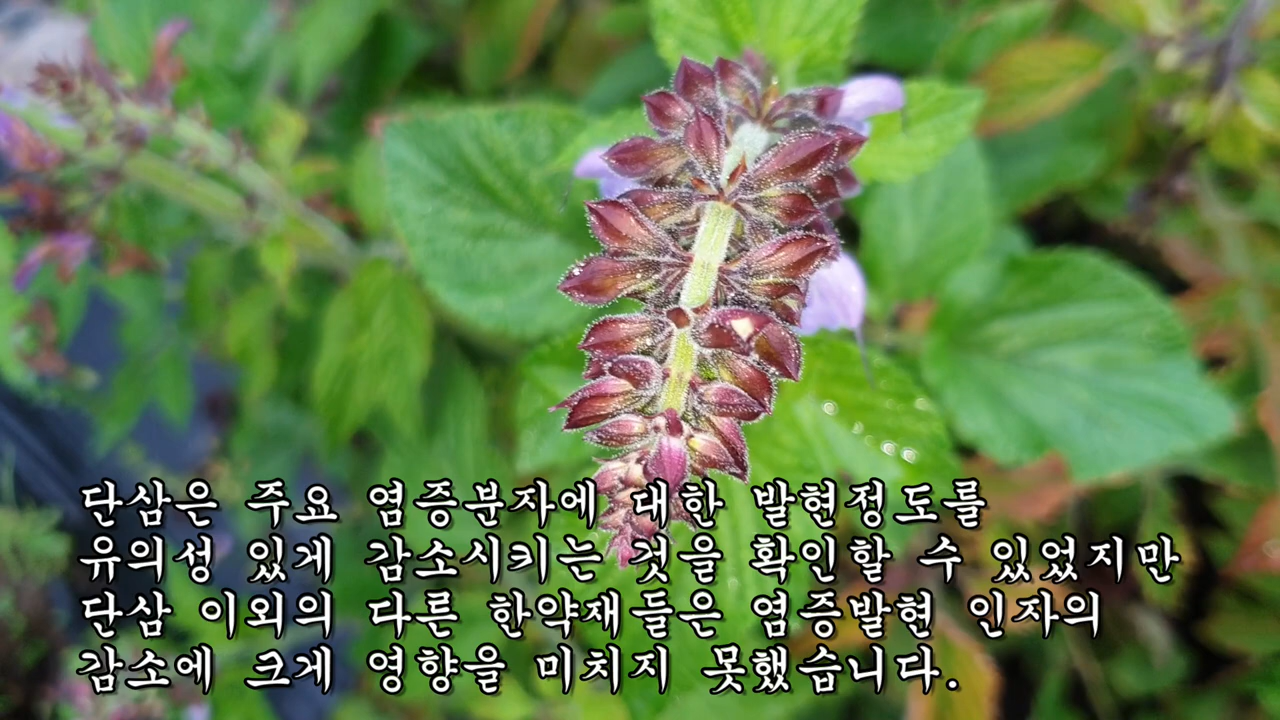 단삼은 주요 염증분자에 대한 발현정도를
유의성 있게 감소시키는 것을 확인할 수 있었지만
단삼 이외의 다른 한약재들은 염증발현 인자의
감소에 크게 영향을 미치지 못했습니다.